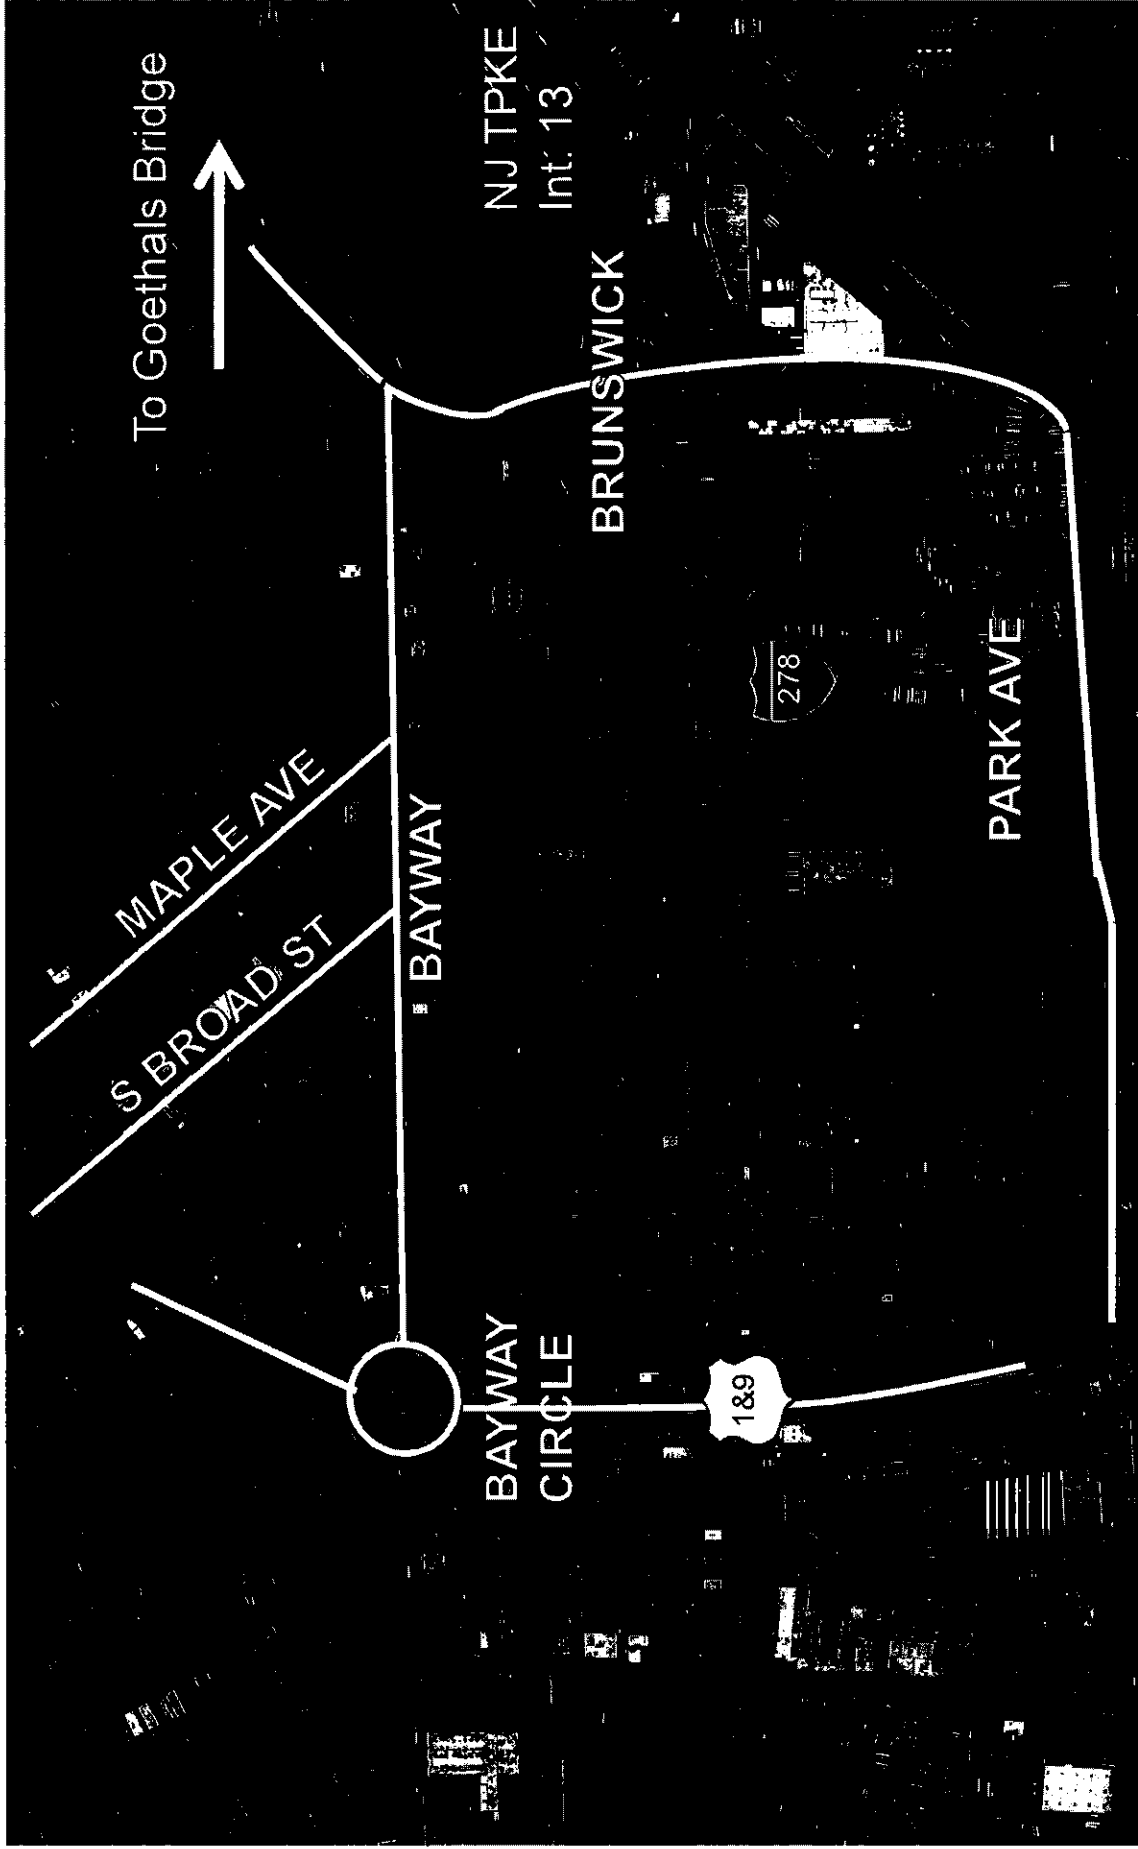 To Goethals Bridge
NJ TPKE
Int. 13
MAPLE AVE
S BROAD ST
BAYWAY
BRUNSWICK
278
PARK AVE
BAYWAY
CIRCLE
1&9